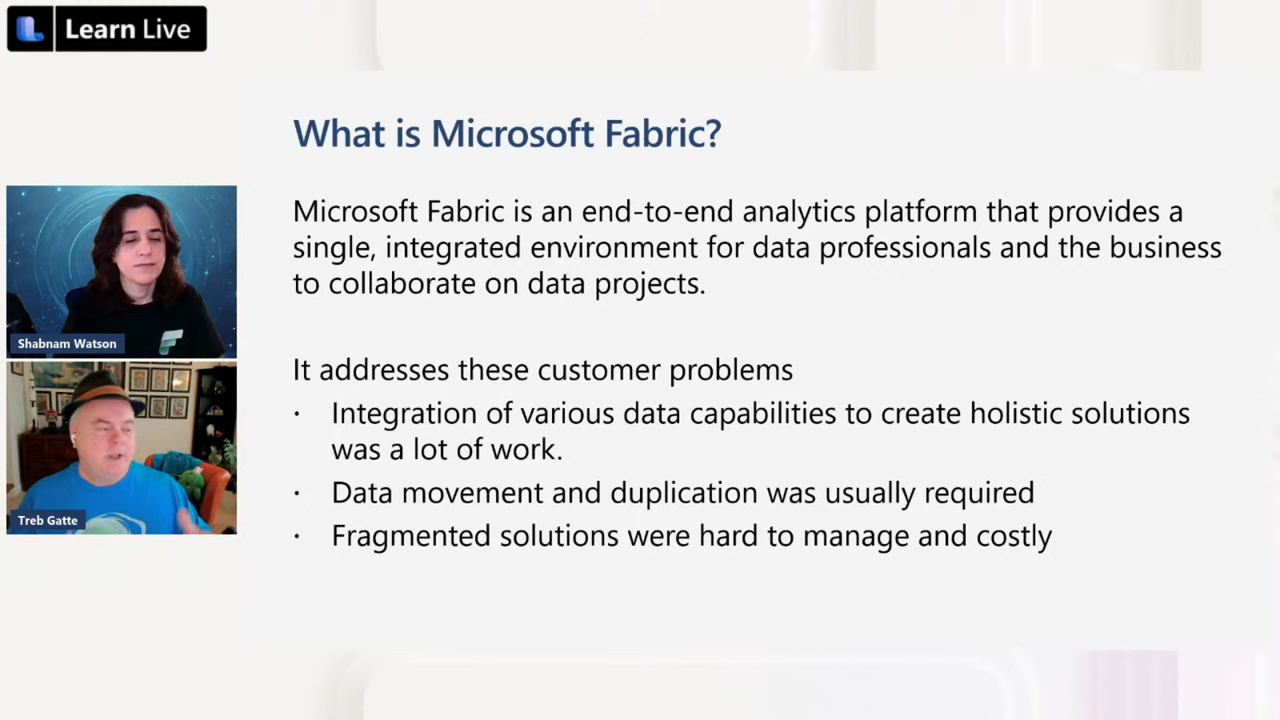 Learn Live
What is Microsoft Fabric?
Microsoft Fabric is an end-to-end analytics platform that provides a
single, integrated environment for data professionals and the business
to collaborate on data projects.
It addresses these customer problems
· Integration of various data capabilities to create holistic solutions
was a lot of work.
· Data movement and duplication was usually required
· Fragmented solutions were hard to manage and costly
Shabnam Watson
Treb Gatte